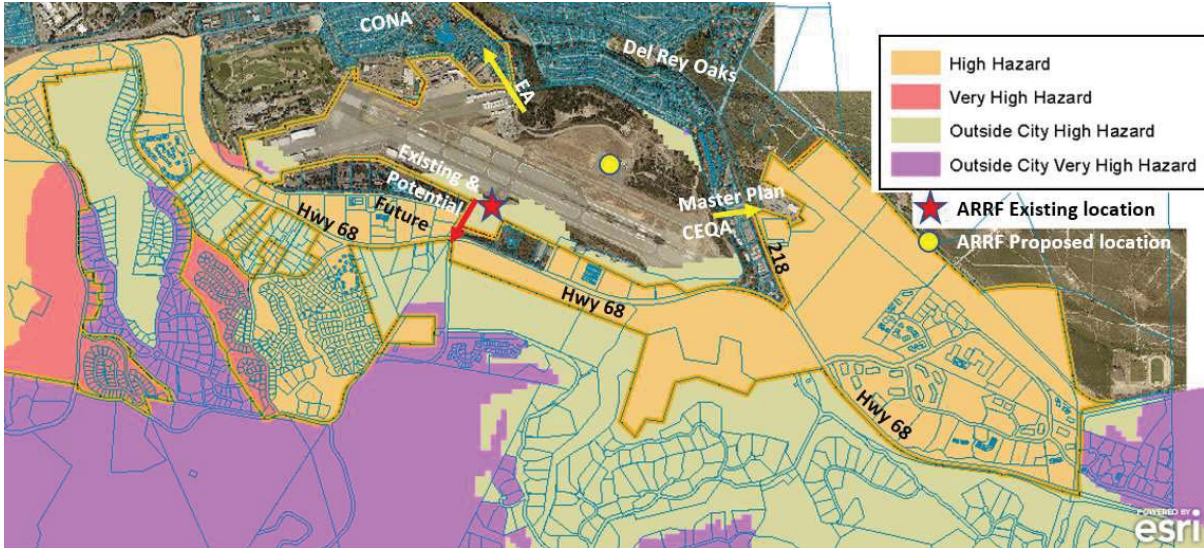 CONA
Del Rey Oaks
EA
Existing &
Potential
Future
Hwy 68
Master Plan
CEQA
218
Hwy 68
Hwy 68
High Hazard
Very High Hazard
Outside City High Hazard
Outside City Very High Hazard
ARRF Existing location
ARRF Proposed location
POWERED BY
esri